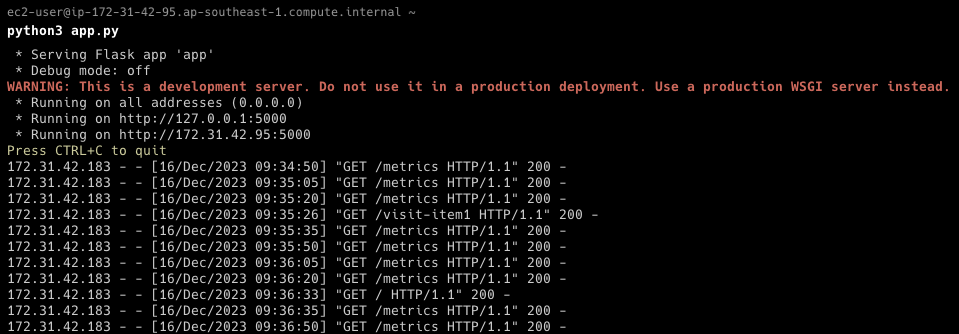 ec2-user@ip-172-31-42-95.ap-southeast-1.compute.internal ~
python3 app.py
 * Serving Flask app 'app'
 * Debug mode: off
WARNING: This is a development server. Do not use it in a production deployment. Use a production WSGI server instead.
 * Running on all addresses (0.0.0.0)
 * Running on http://127.0.0.1:5000
 * Running on http://172.31.42.95:5000
Press CTRL+C to quit
172.31.42.183 - - [16/Dec/2023 09:34:50] "GET /metrics HTTP/1.1" 200 -
172.31.42.183 - - [16/Dec/2023 09:35:05] "GET /metrics HTTP/1.1" 200 -
172.31.42.183 - - [16/Dec/2023 09:35:20] "GET /metrics HTTP/1.1" 200 -
172.31.42.183 - - [16/Dec/2023 09:35:26] "GET /visit-item1 HTTP/1.1" 200 -
172.31.42.183 - - [16/Dec/2023 09:35:35] "GET /metrics HTTP/1.1" 200 -
172.31.42.183 - - [16/Dec/2023 09:35:50] "GET /metrics HTTP/1.1" 200 -
172.31.42.183 - - [16/Dec/2023 09:36:05] "GET /metrics HTTP/1.1" 200 -
172.31.42.183 - - [16/Dec/2023 09:36:20] "GET /metrics HTTP/1.1" 200 -
172.31.42.183 - - [16/Dec/2023 09:36:33] "GET / HTTP/1.1" 200 -
172.31.42.183 - - [16/Dec/2023 09:36:35] "GET /metrics HTTP/1.1" 200 -
172.31.42.183 - - [16/Dec/2023 09:36:50] "GET /metrics HTTP/1.1" 200 -